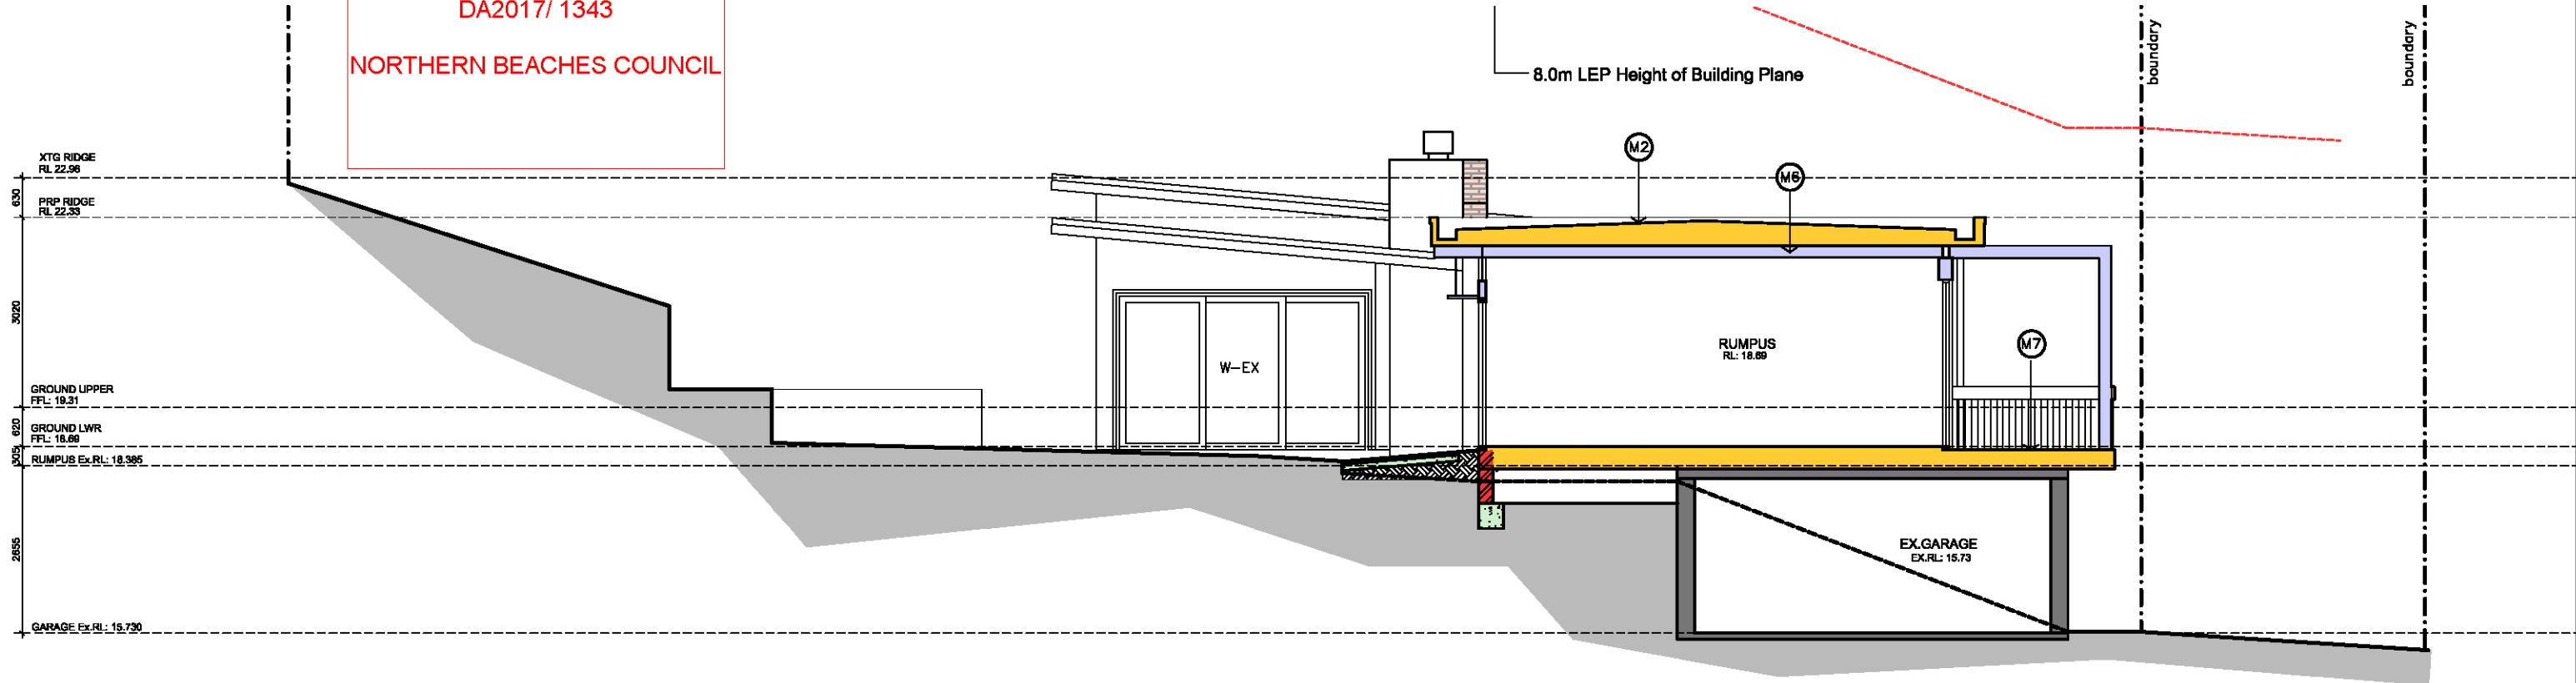 DA2017/ 1343
NORTHERN BEACHES COUNCIL
8.0m LEP Height of Building Plane
boundary
boundary
XTG RIDGE
RL 22.96
630
PRP RIDGE
RL 22.33
M2
M6
3020
RUMPUS
RL: 18.69
M7
W-EX
GROUND UPPER
FFL: 19.31
620
GROUND LWR
FFL: 18.69
305
RUMPUS Ex.RL: 18.385
2655
EX.GARAGE
EX.RL: 15.73
GARAGE Ex.RL: 15.730